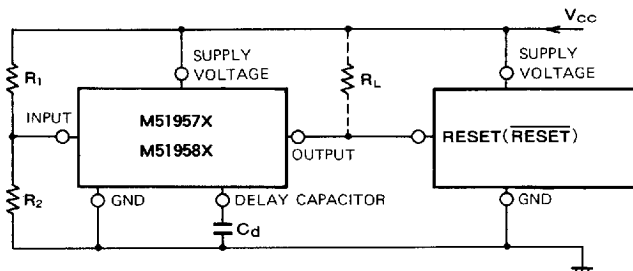 Vcc
SUPPLY
VOLTAGE
SUPPLY
VOLTAGE
R1
RL
INPUT
M51957X
M51958X
OUTPUT
RESET(RESET)
R2
GND
DELAY CAPACITOR
Cd
GND